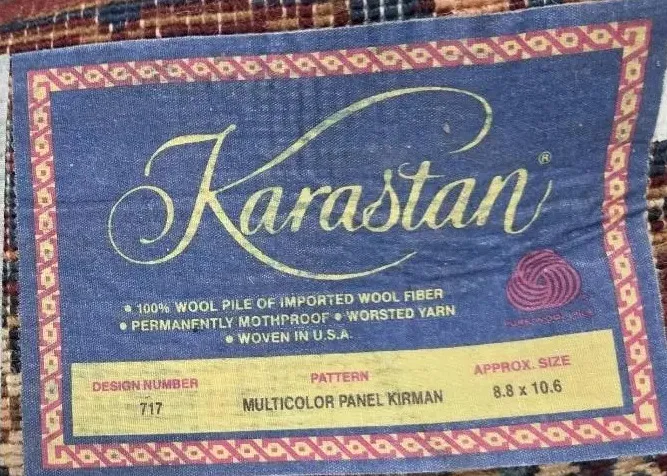 Karastan®
• 100% WOOL PILE OF IMPORTED WOOL FIBER
• PERMANENTLY MOTHPROOF • WORSTED YARN
• WOVEN IN U.S.A.
DESIGN NUMBER PATTERN APPROX. SIZE
717 MULTICOLOR PANEL KIRMAN 8.8 x 10.6